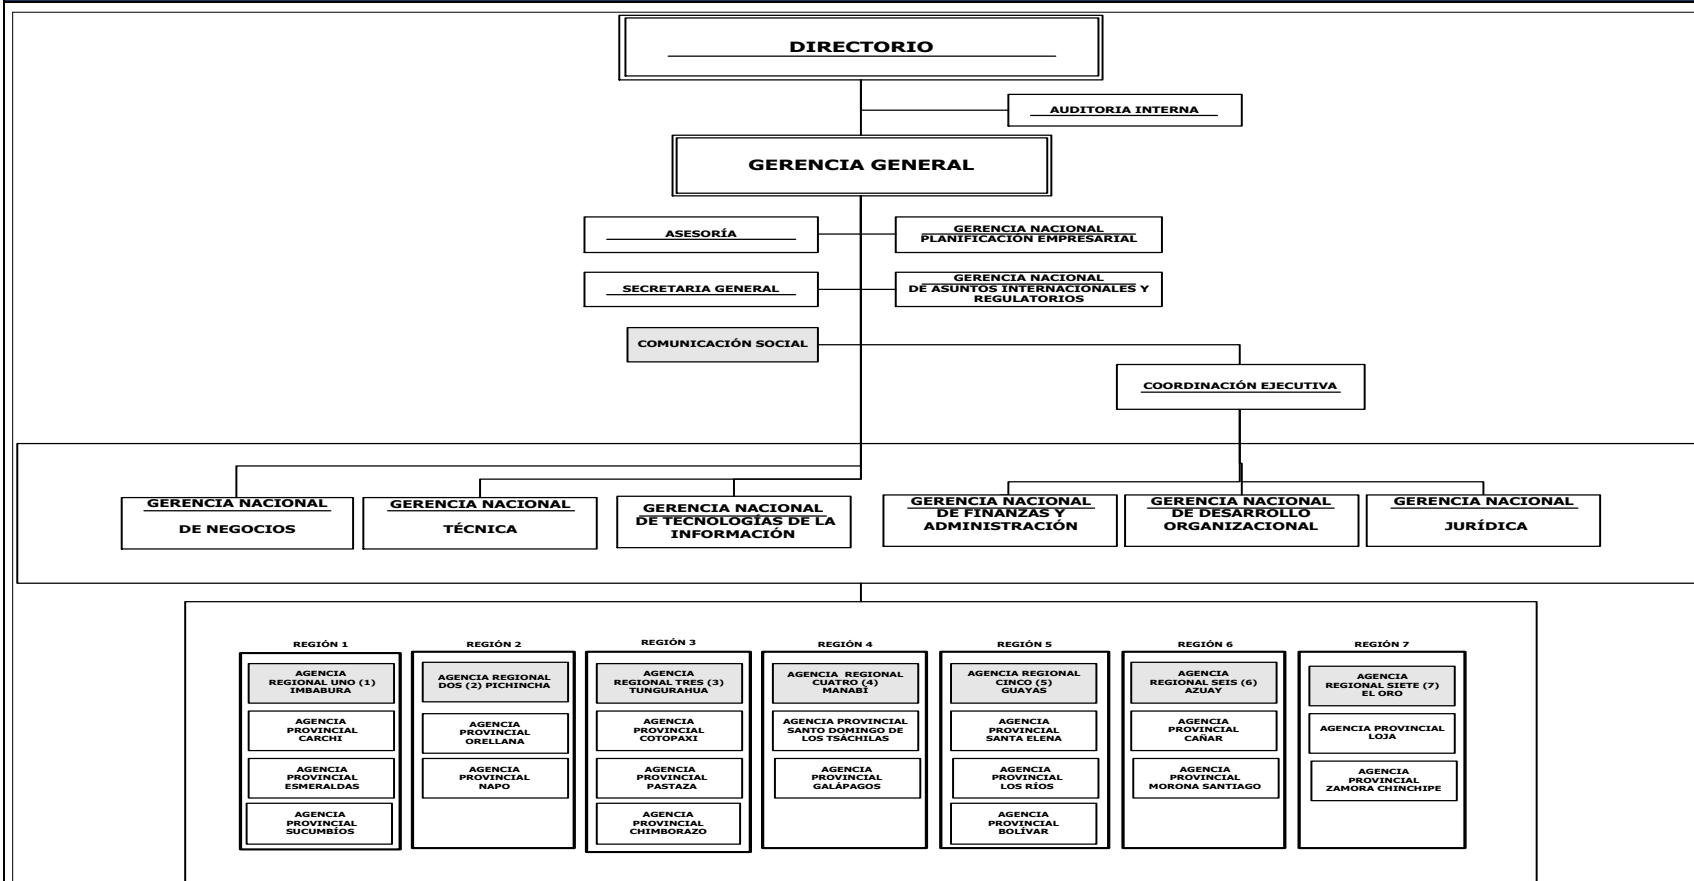 DIRECTORIO
AUDITORIA INTERNA
GERENCIA GENERAL
ASESORÍA
GERENCIA NACIONAL
PLANIFICACIÓN EMPRESARIAL
SECRETARIA GENERAL
GERENCIA NACIONAL
DE ASUNTOS INTERNACIONALES Y
REGULATORIOS
COMUNICACIÓN SOCIAL
COORDINACIÓN EJECUTIVA
GERENCIA NACIONAL
DE NEGOCIOS
GERENCIA NACIONAL
TÉCNICA
GERENCIA NACIONAL
DE TECNOLOGÍAS DE LA
INFORMACIÓN
GERENCIA NACIONAL
DE FINANZAS Y
ADMINISTRACIÓN
GERENCIA NACIONAL
DE DESARROLLO
ORGANIZACIONAL
GERENCIA NACIONAL
JURÍDICA
REGIÓN 1
AGENCIA
REGIONAL UNO (1)
IMBABURA
AGENCIA
PROVINCIAL
CARCHI
AGENCIA
PROVINCIAL
ESMERALDAS
AGENCIA
PROVINCIAL
SUCUMBÍOS
REGIÓN 2
AGENCIA REGIONAL
DOS (2) PICHINCHA
AGENCIA
PROVINCIAL
ORELLANA
AGENCIA
PROVINCIAL
NAPO
REGIÓN 3
AGENCIA
REGIONAL TRES (3)
TUNGURAHUA
AGENCIA
PROVINCIAL
COTOPAXI
AGENCIA
PROVINCIAL
PASTAZA
AGENCIA
PROVINCIAL
CHIMBORAZO
REGIÓN 4
AGENCIA REGIONAL
CUATRO (4)
MANABÍ
AGENCIA PROVINCIAL
SANTO DOMINGO DE
LOS TSÁCHILAS
AGENCIA
PROVINCIAL
GALÁPAGOS
REGIÓN 5
AGENCIA REGIONAL
CINCO (5)
GUAYAS
AGENCIA
PROVINCIAL
SANTA ELENA
AGENCIA
PROVINCIAL
LOS RÍOS
AGENCIA
PROVINCIAL
BOLÍVAR
REGIÓN 6
AGENCIA
REGIONAL SEIS (6)
AZUAY
AGENCIA
PROVINCIAL
CAÑAR
AGENCIA
PROVINCIAL
MORONA SANTIAGO
REGIÓN 7
AGENCIA
REGIONAL SIETE (7)
EL ORO
AGENCIA PROVINCIAL
LOJA
AGENCIA
PROVINCIAL
ZAMORA CHINCHIPE